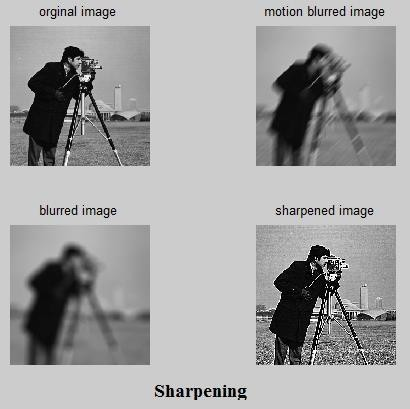 orginal image
motion blurred image
blurred image
sharpened image
Sharpening